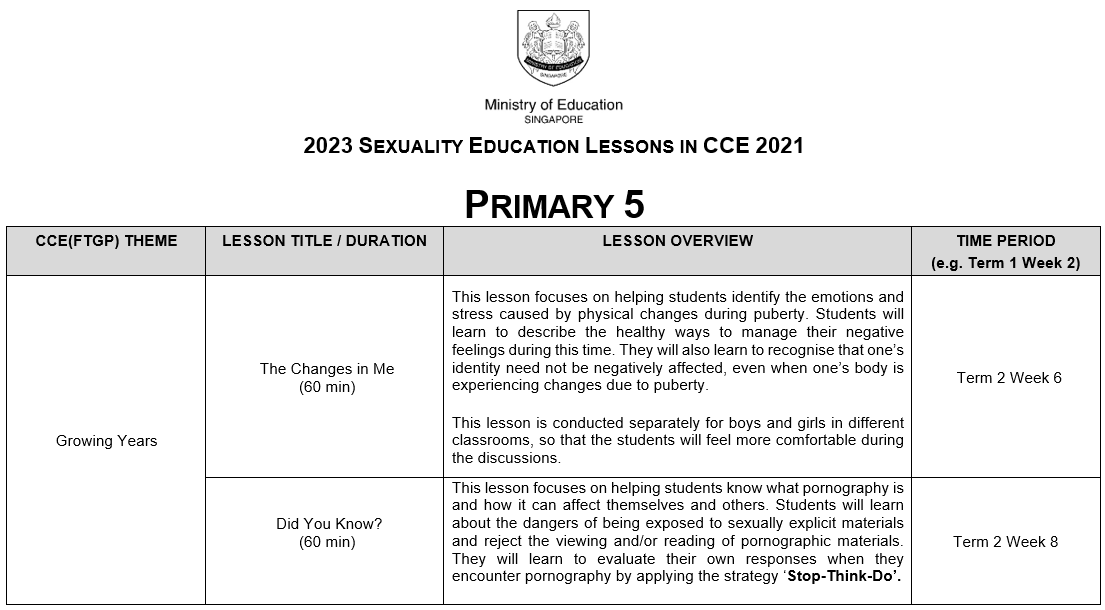 MINISTRY OF EDUCATION
SINGAPORE
Ministry of Education
SINGAPORE
2023 SEXUALITY EDUCATION LESSONS IN CCE 2021
PRIMARY 5
CCE(FTGP) THEME
LESSON TITLE / DURATION
LESSON OVERVIEW
TIME PERIOD
(e.g. Term 1 Week 2)
Growing Years
The Changes in Me
(60 min)
This lesson focuses on helping students identify the emotions and
stress caused by physical changes during puberty. Students will
learn to describe the healthy ways to manage their negative
feelings during this time. They will also learn to recognise that one’s
identity need not be negatively affected, even when one’s body is
experiencing changes due to puberty.
This lesson is conducted separately for boys and girls in different
classrooms, so that the students will feel more comfortable during
the discussions.
Term 2 Week 6
Did You Know?
(60 min)
This lesson focuses on helping students know what pornography is
and how it can affect themselves and others. Students will learn
about the dangers of being exposed to sexually explicit materials
and reject the viewing and/or reading of pornographic materials.
They will learn to evaluate their own responses when they
encounter pornography by applying the strategy ‘Stop-Think-Do’.
Term 2 Week 8